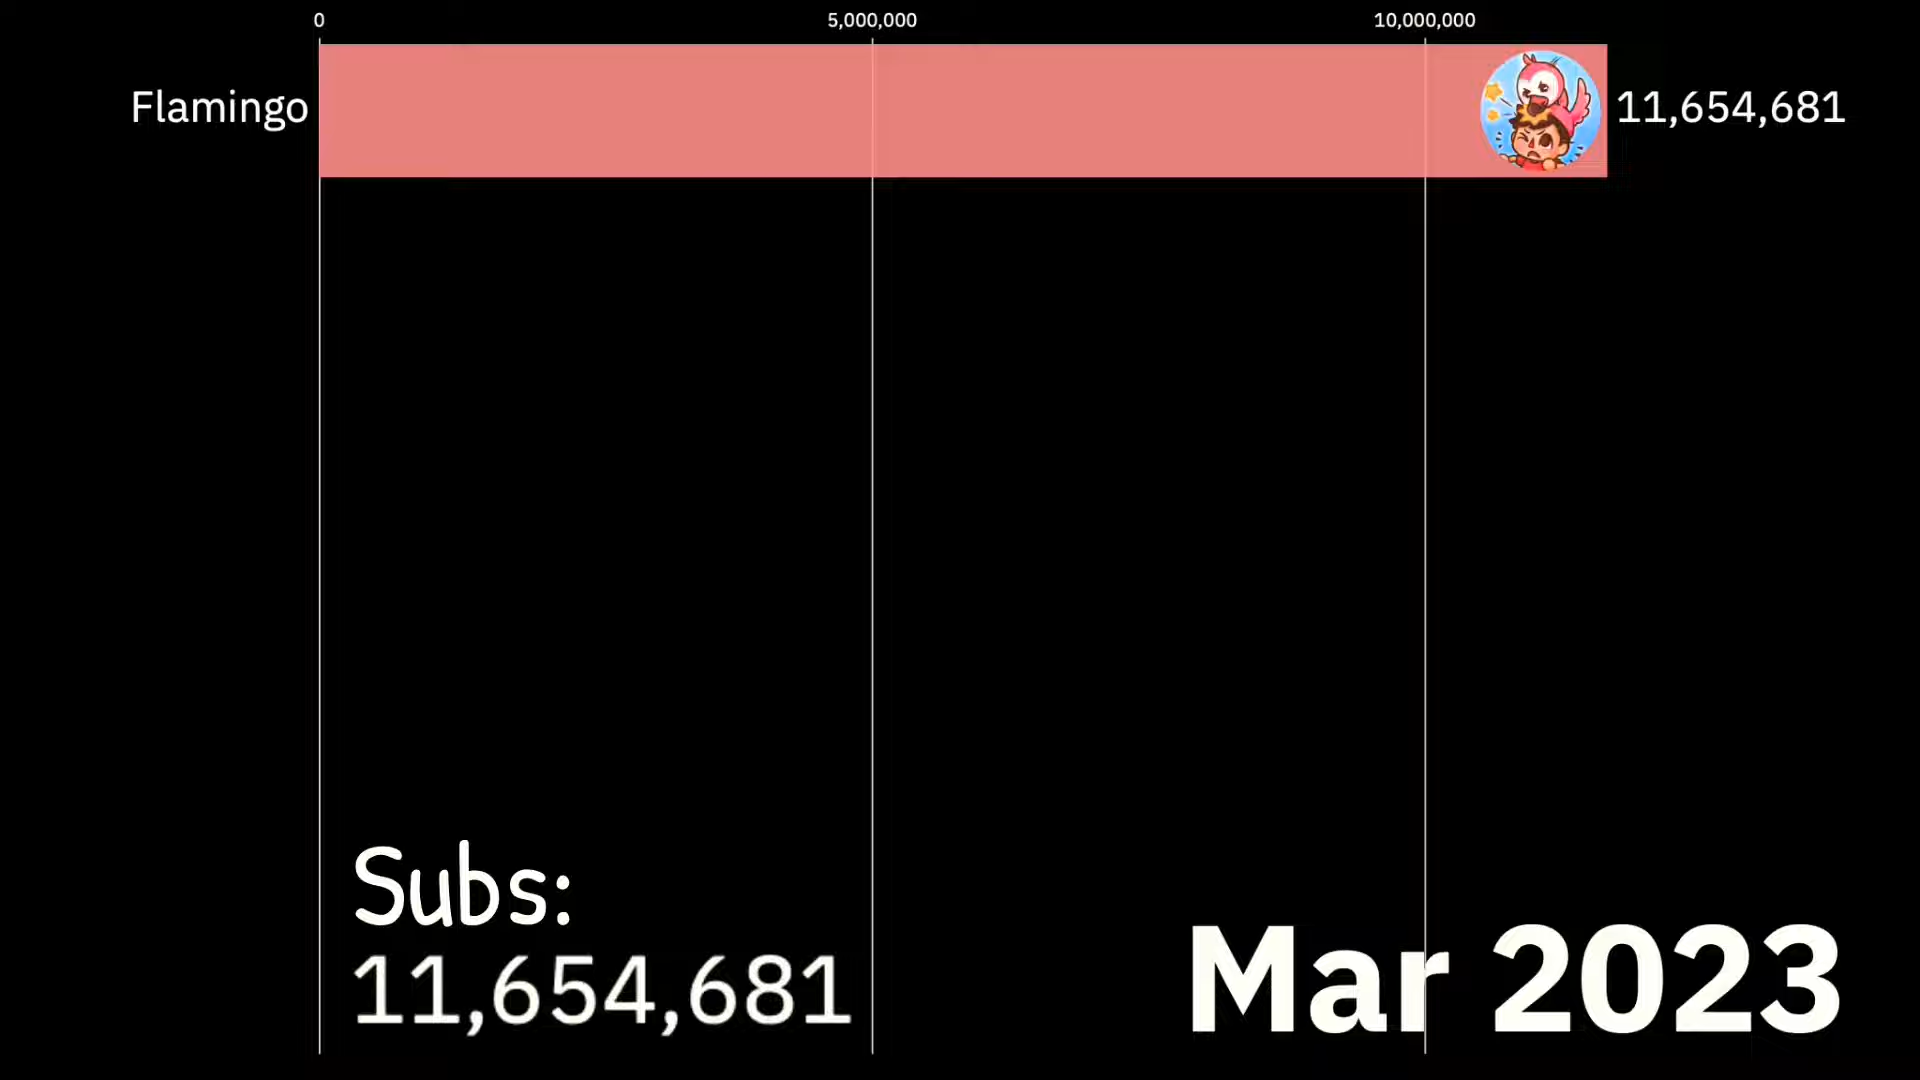 0 5,000,000 10,000,000
Flamingo 11,654,681
Subs:
11,654,681
Mar 2023